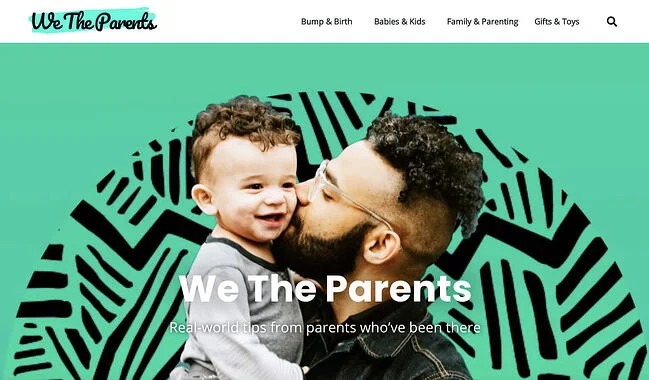 We The Parents
Bump & Birth
Babies & Kids
Family & Parenting
Gifts & Toys
We The Parents
Real-world tips from parents who've been there